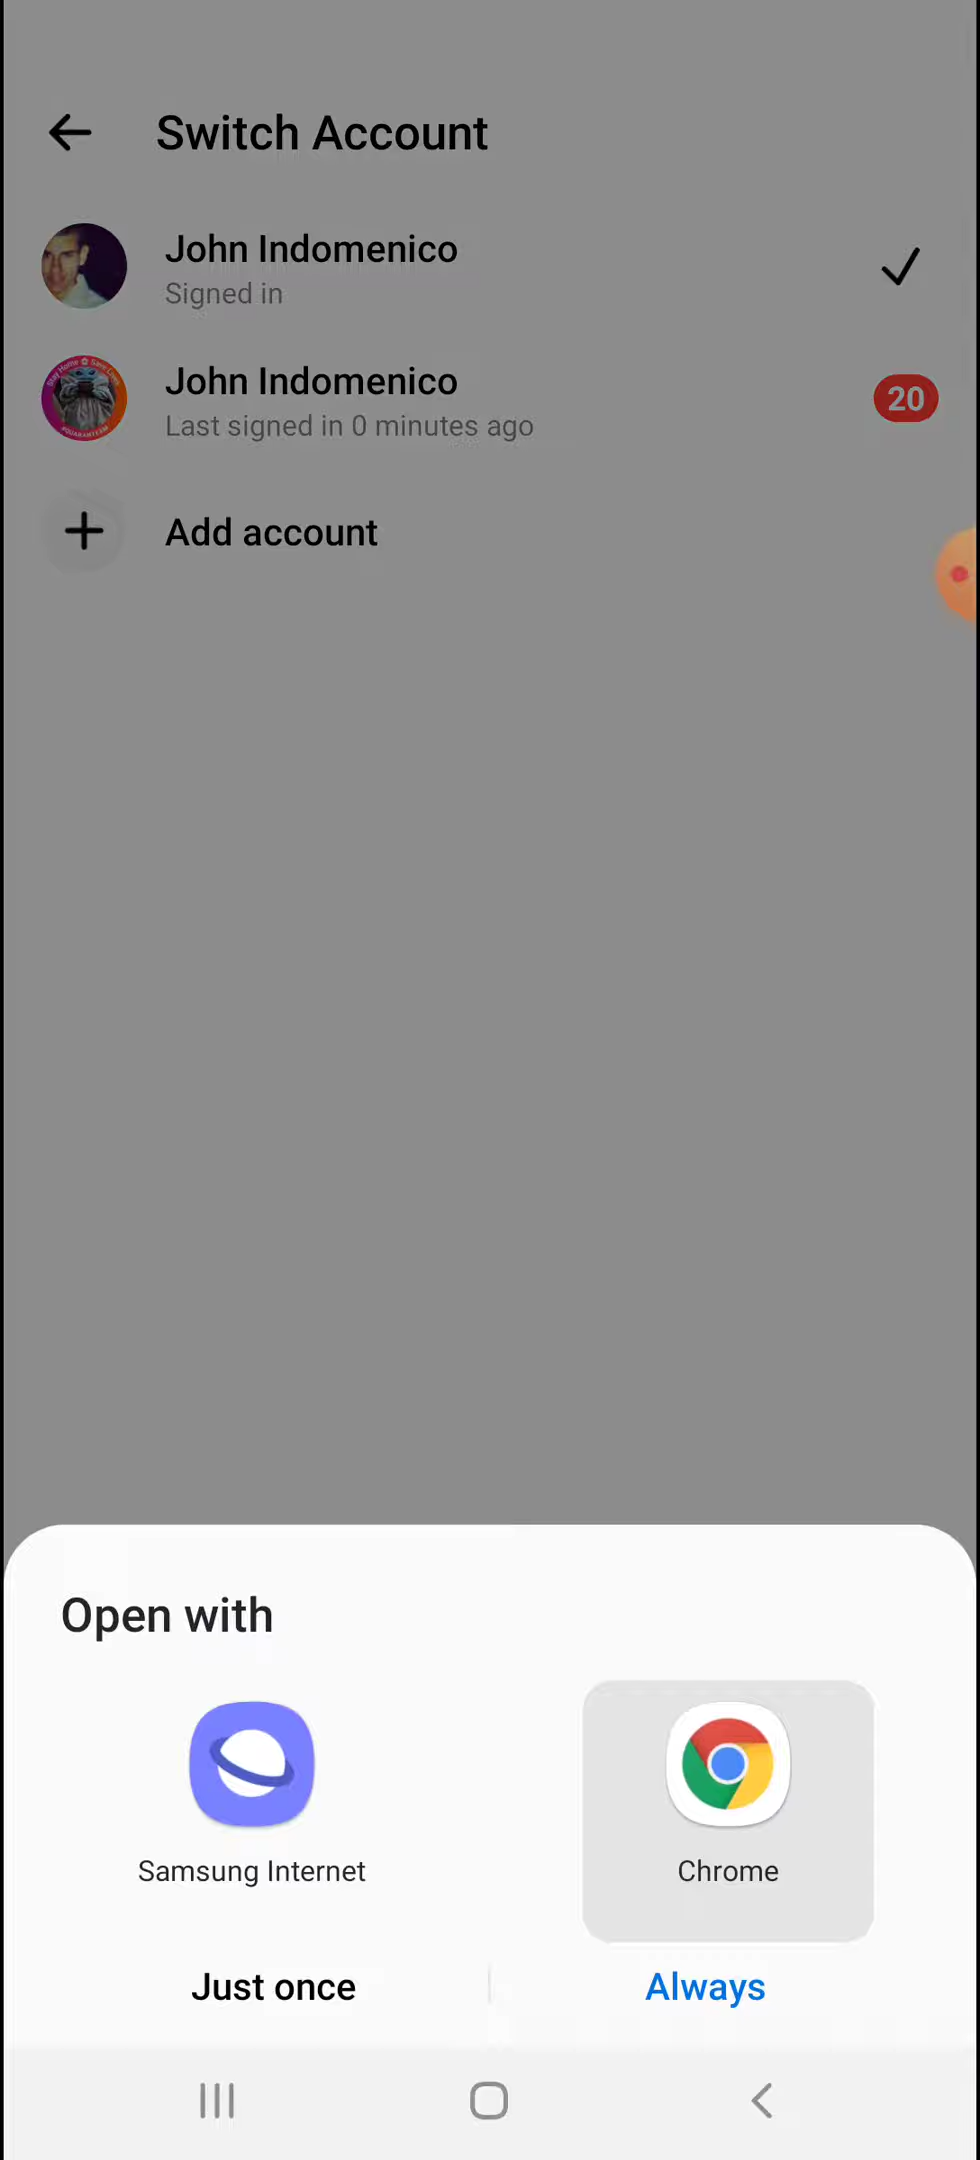 Switch Account
John Indomenico
Signed in
John Indomenico
Last signed in 0 minutes ago
20
Add account
Open with
Samsung Internet
Chrome
Just once
Always